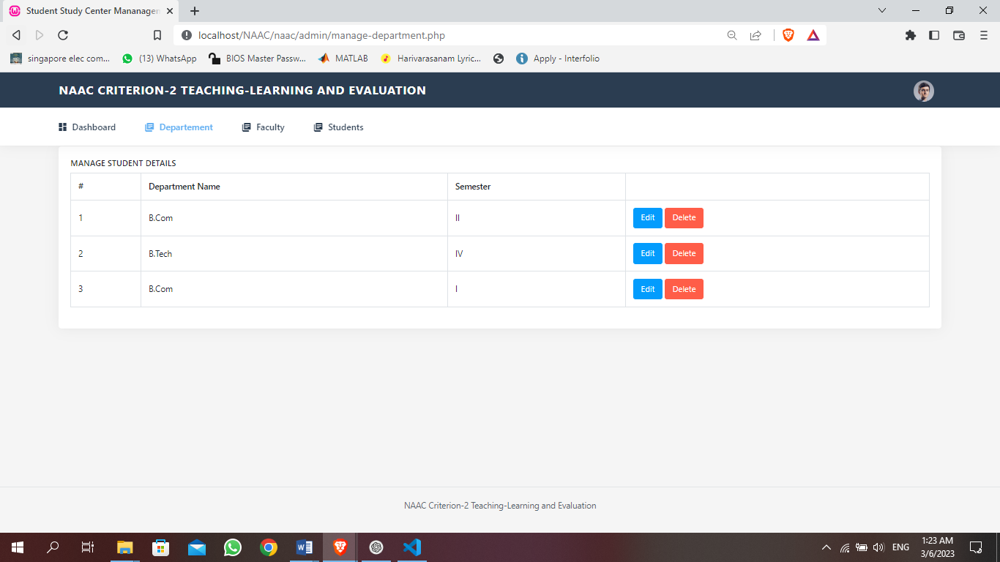 Student Study Center Mananagen
localhost/NAAC/naac/admin/manage-department.php
singapore elec com... (13) WhatsApp BIOS Master Passw... MATLAB Harivarasanam Lyric... Apply - Interfolio
NAAC CRITERION-2 TEACHING-LEARNING AND EVALUATION
Dashboard Departement Faculty Students
MANAGE STUDENT DETAILS
# Department Name Semester
1 B.Com II Edit Delete
2 B.Tech IV Edit Delete
3 B.Com I Edit Delete
NAAC Criterion-2 Teaching-Learning and Evaluation
ENG
1:23 AM
3/6/2023